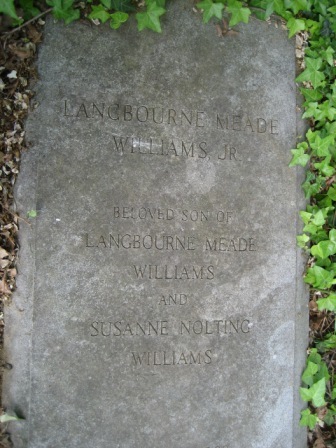 LANGBOURNE MEADE
WILLIAMS, JR.
BELOVED SON OF
LANGBOURNE MEADE
WILLIAMS
AND
SUSANNE NOLTING
WILLIAMS